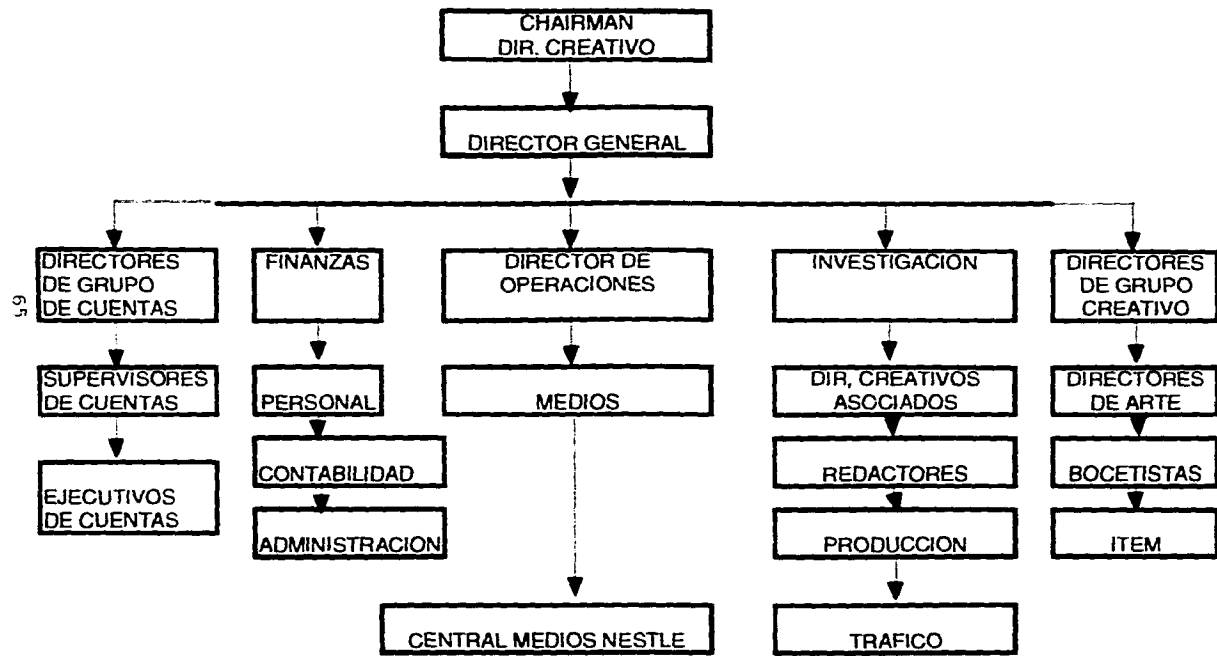 CHAIRMAN
DIR. CREATIVO
DIRECTOR GENERAL
DIRECTORES
DE GRUPO
DE CUENTAS
FINANZAS
DIRECTOR DE
OPERACIONES
INVESTIGACION
DIRECTORES
DE GRUPO
CREATIVO
SUPERVISORES
DE CUENTAS
PERSONAL
MEDIOS
DIR, CREATIVOS
ASOCIADOS
DIRECTORES
DE ARTE
EJECUTIVOS
DE CUENTAS
CONTABILIDAD
REDACTORES
BOCETISTAS
ADMINISTRACION
PRODUCCION
ITEM
CENTRAL MEDIOS NESTLE
TRAFICO
65